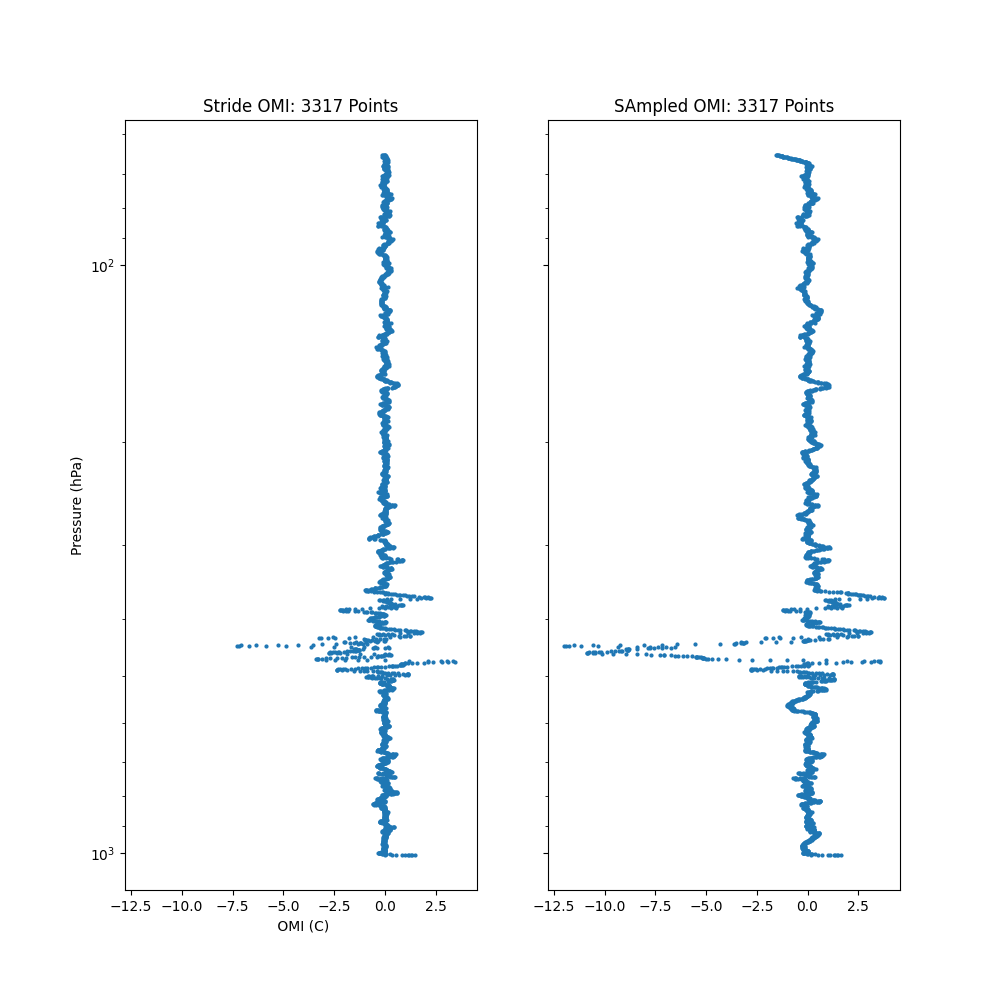 Stride OMI: 3317 Points
SAmpled OMI: 3317 Points
Pressure (hPa)
10²
10³
−12.5 −10.0 −7.5 −5.0 −2.5 0.0 2.5
−12.5 −10.0 −7.5 −5.0 −2.5 0.0 2.5
OMI (C)